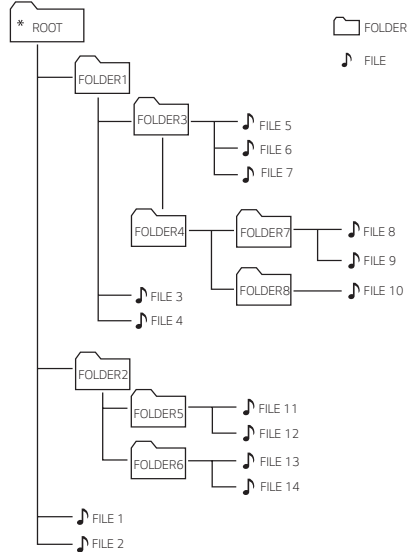 * ROOT
FOLDER
FILE
FOLDER1
FOLDER3
FILE 5
FILE 6
FILE 7
FOLDER4
FOLDER7
FILE 8
FILE 9
FOLDER8
FILE 10
FILE 3
FILE 4
FOLDER2
FOLDER5
FILE 11
FILE 12
FOLDER6
FILE 13
FILE 14
FILE 1
FILE 2